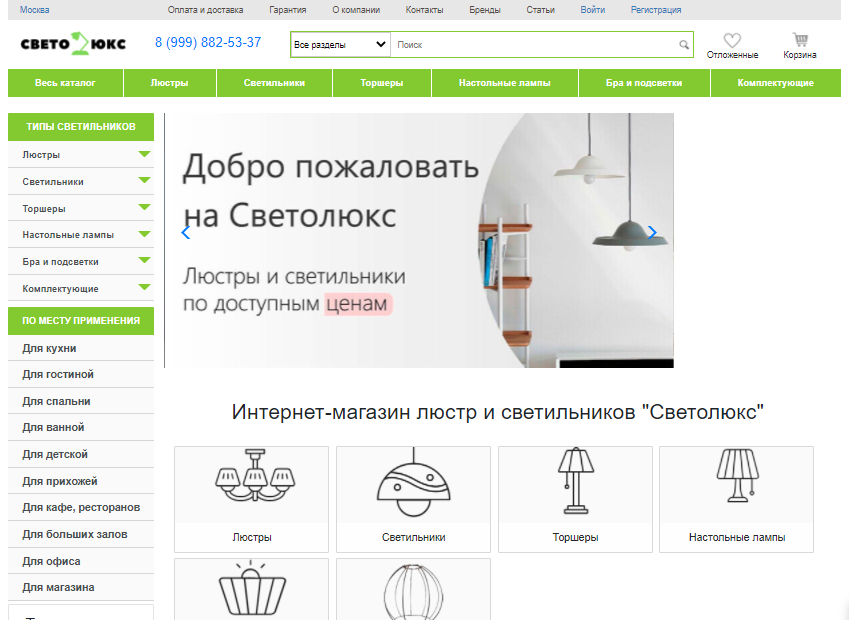 Москва Оплата и доставка Гарантия О компании Контакты Бренды Статьи Войти Регистрация
СВЕТО ЛЮКС 8 (999) 882-53-37 Все разделы Поиск Отложенные Корзина
Весь каталог Люстры Светильники Торшеры Настольные лампы Бра и подсветки Комплектующие
ТИПЫ СВЕТИЛЬНИКОВ
Люстры
Светильники
Торшеры
Настольные лампы
Бра и подсветки
Комплектующие
ПО МЕСТУ ПРИМЕНЕНИЯ
Для кухни
Для гостиной
Для спальни
Для ванной
Для детской
Для прихожей
Для кафе, ресторанов
Для больших залов
Для офиса
Для магазина
Добро пожаловать
на Светолюкс
Люстры и светильники
по доступным ценам
Интернет-магазин люстр и светильников "Светолюкс"
Люстры Светильники Торшеры Настольные лампы